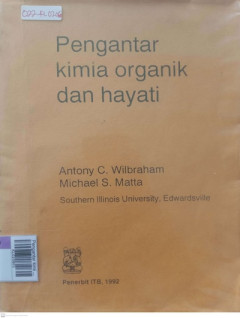 Pengantar
kimia organik
dan hayati
Antony C. Wilbraham
Michael S. Matta
Southern Illinois University, Edwardsville
Penerbit ITB, 1992